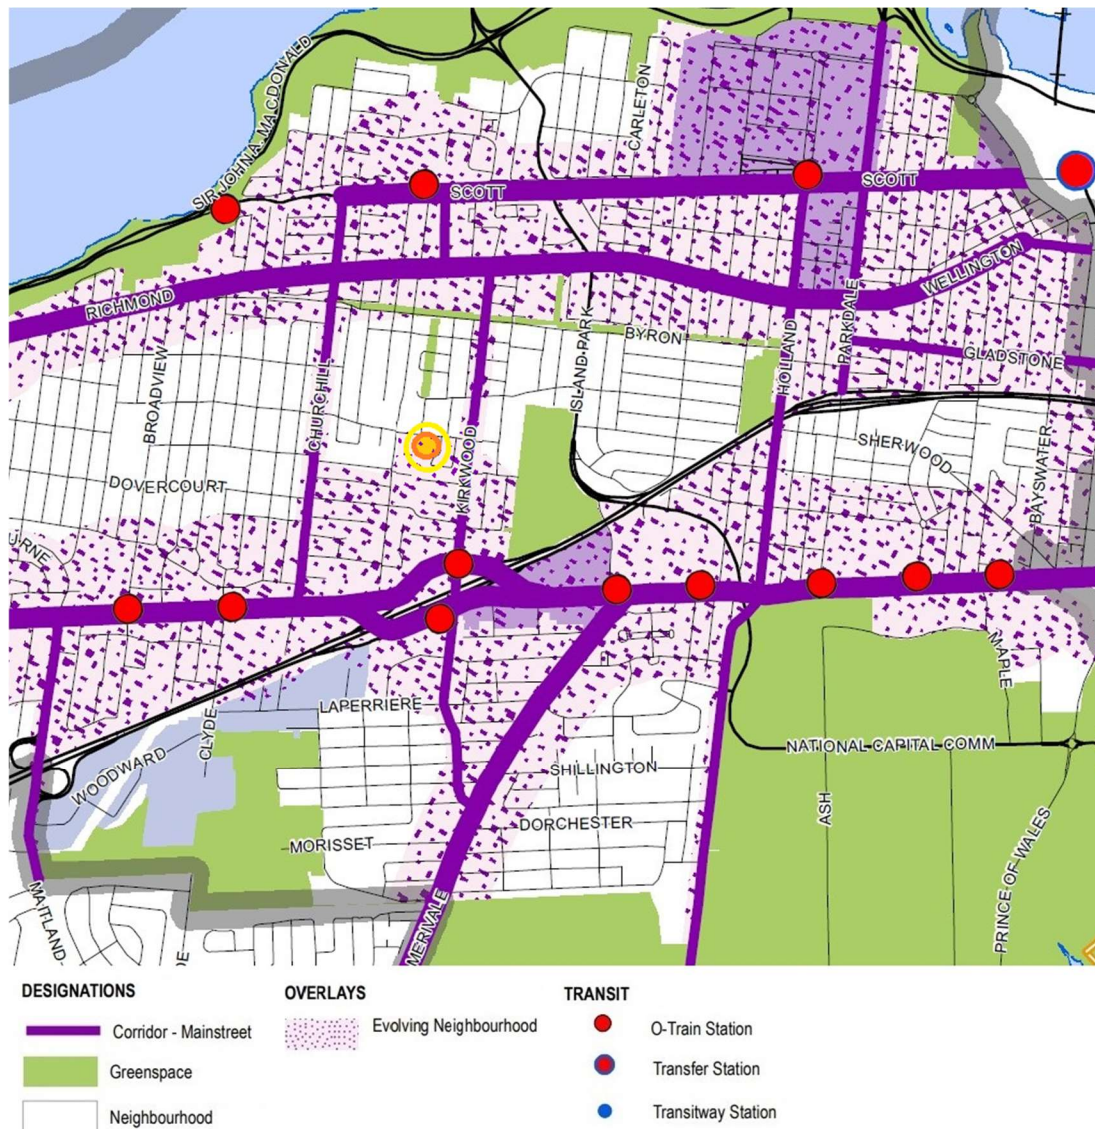 SIR JOHN A. MACDONALD
CARLETON
SCOTT
SCOTT
RICHMOND
WELLINGTON
BROADVIEW
CHURCHILL
KIRKWOOD
ISLAND PARK
BYRON
HOLLAND
PARKDALE
GLADSTONE
SHERWOOD
BAYSWATER
DOVERCOURT
LAPERRIERE
CLYDE
WOODWARD
MAPLE
NATIONAL CAPITAL COMM
SHILLINGTON
DORCHESTER
MORISSET
ASH
PRINCE OF WALES
MAITLAND
MERIVALE
DESIGNATIONS
Corridor - Mainstreet
Greenspace
Neighbourhood
OVERLAYS
Evolving Neighbourhood
TRANSIT
O-Train Station
Transfer Station
Transitway Station